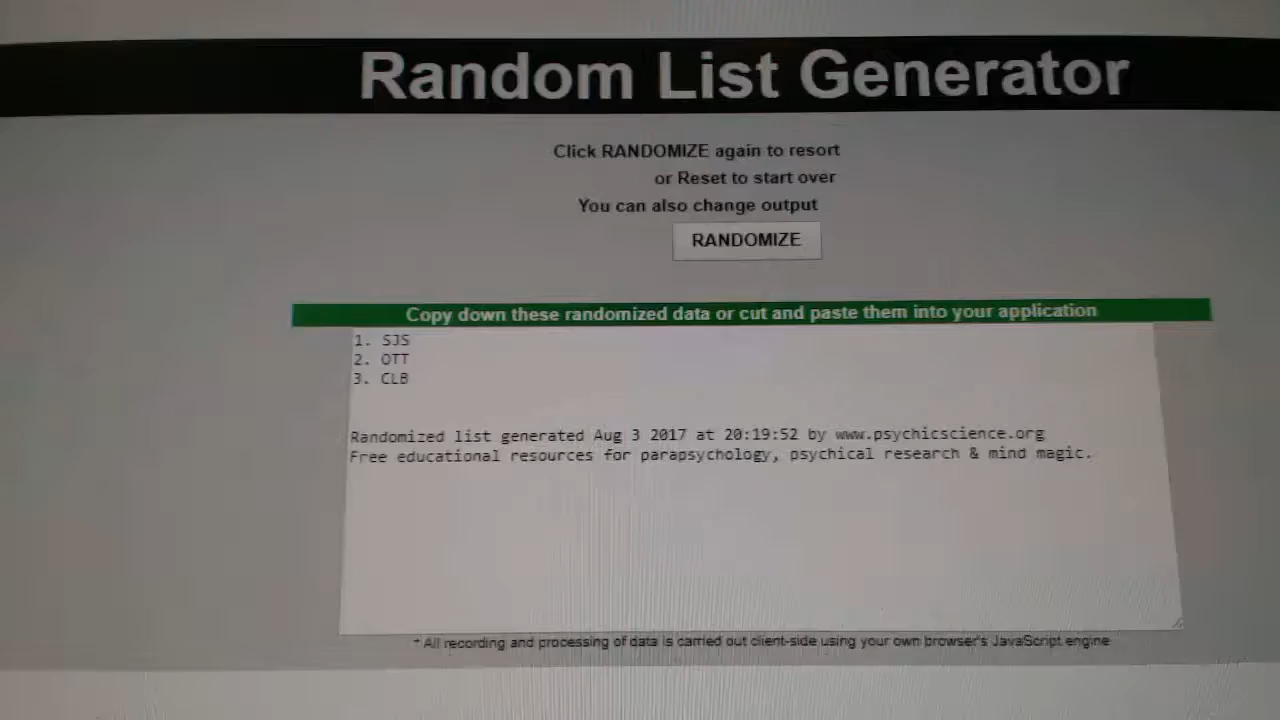 Random List Generator
Click RANDOMIZE again to resort
or Reset to start over
You can also change output
RANDOMIZE
Copy down these randomized data or cut and paste them into your application
1. SJS
2. OTT
3. CLB
Randomized list generated Aug 3 2017 at 20:19:52 by www.psychicscience.org
Free educational resources for parapsychology, psychical research & mind magic.
* All recording and processing of data is carried out client-side using your own browser's JavaScript engine